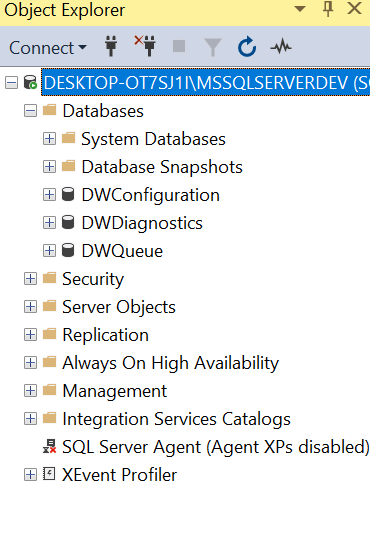 Object Explorer
Connect
DESKTOP-OT7SJ1I\MSSQLSERVERDEV (SQ
Databases
System Databases
Database Snapshots
DWConfiguration
DWDiagnostics
DWQueue
Security
Server Objects
Replication
Always On High Availability
Management
Integration Services Catalogs
SQL Server Agent (Agent XPs disabled)
XEvent Profiler